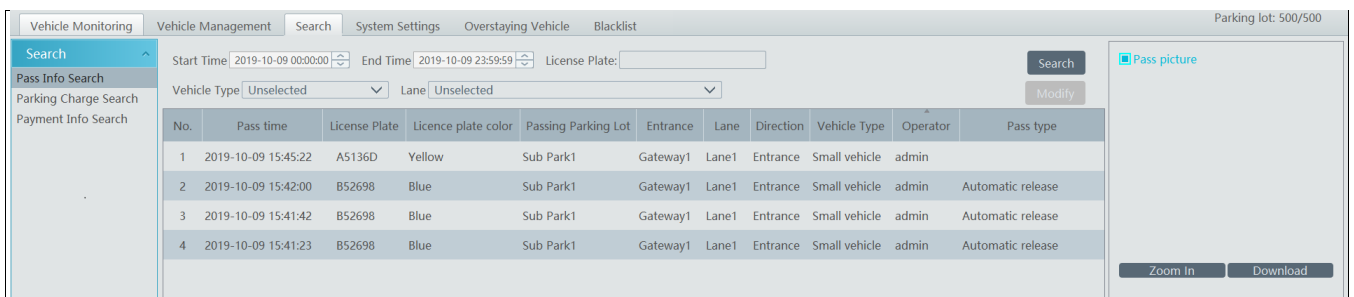 Vehicle Monitoring Vehicle Management Search System Settings Overstaying Vehicle Blacklist Parking lot: 500/500
Search
Pass Info Search
Parking Charge Search
Payment Info Search
Start Time 2019-10-09 00:00:00 End Time 2019-10-09 23:59:59 License Plate: Search
Vehicle Type Unselected Lane Unselected Modify
No. Pass time License Plate Licence plate color Passing Parking Lot Entrance Lane Direction Vehicle Type Operator Pass type
1 2019-10-09 15:45:22 A5136D Yellow Sub Park1 Gateway1 Lane1 Entrance Small vehicle admin
2 2019-10-09 15:42:00 B52698 Blue Sub Park1 Gateway1 Lane1 Entrance Small vehicle admin Automatic release
3 2019-10-09 15:41:42 B52698 Blue Sub Park1 Gateway1 Lane1 Entrance Small vehicle admin Automatic release
4 2019-10-09 15:41:23 B52698 Blue Sub Park1 Gateway1 Lane1 Entrance Small vehicle admin Automatic release
Pass picture
Zoom In Download